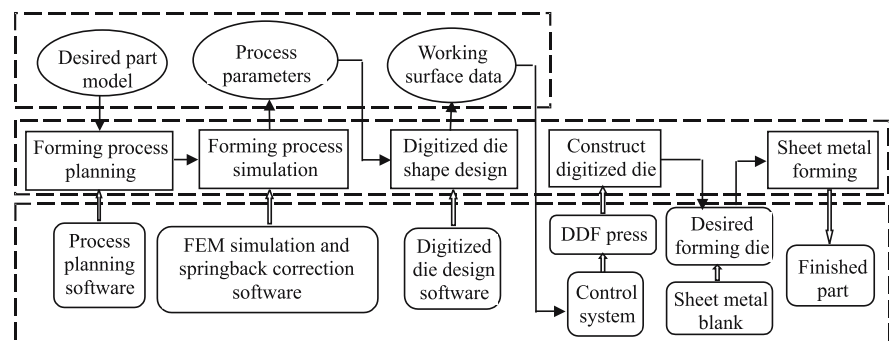 Desired part
model
Process
parameters
Working
surface data
Forming process
planning
Forming process
simulation
Digitized die
shape design
Construct
digitized die
Sheet metal
forming
Process
planning
software
FEM simulation and
springback correction
software
Digitized
die design
software
DDF press
Control
system
Desired
forming die
Sheet metal
blank
Finished
part